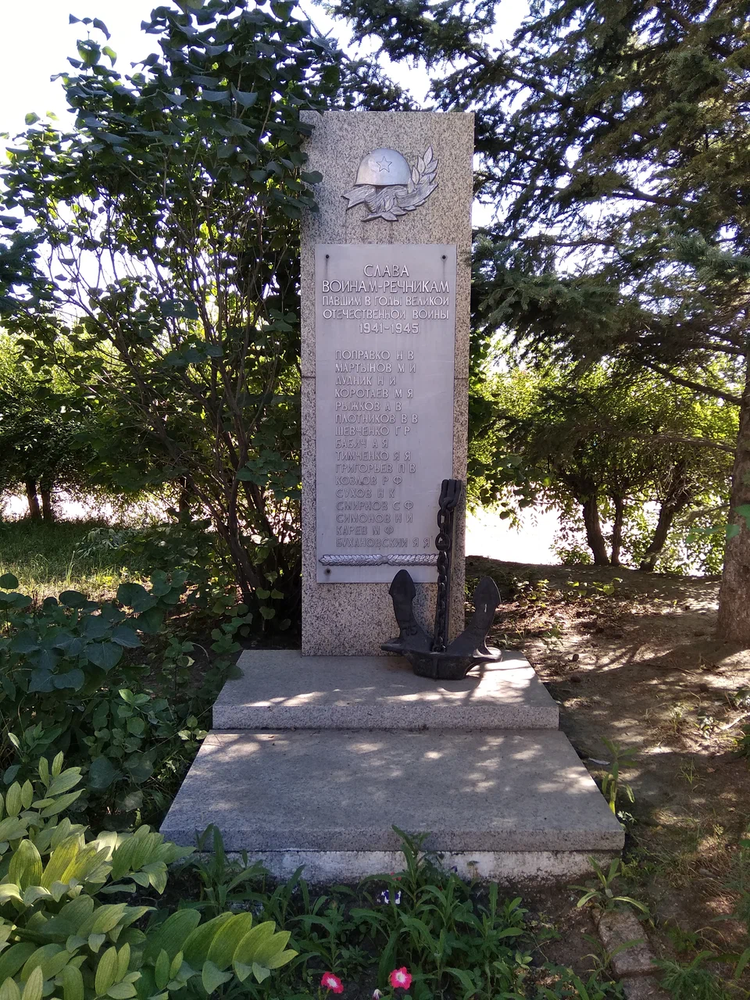 СЛАВА
ВОИНАМ-РЕЧНИКАМ
ПАВШИМ В ГОДЫ ВЕЛИКОЙ
ОТЕЧЕСТВЕННОЙ ВОЙНЫ
1941-1945
ПОПРАВКО Н В
МАРТЫНОВ М И
ДУДНИК Н И
КОРОТАЕВ М Я
РЫЖКОВ А В
ПЛОТНИКОВ В В
ШЕВЧЕНКО Г Р
БАБИЧ А Я
ТИМЧЕНКО Я Я
ГРИГОРЬЕВ П В
КОЗЛОВ Р Ф
СУХОВ Н К
СМИРНОВ С Ф
СИМОНОВ Н И
КАРЕВ М Ф
БУХАНОВСКИЙ Я Я